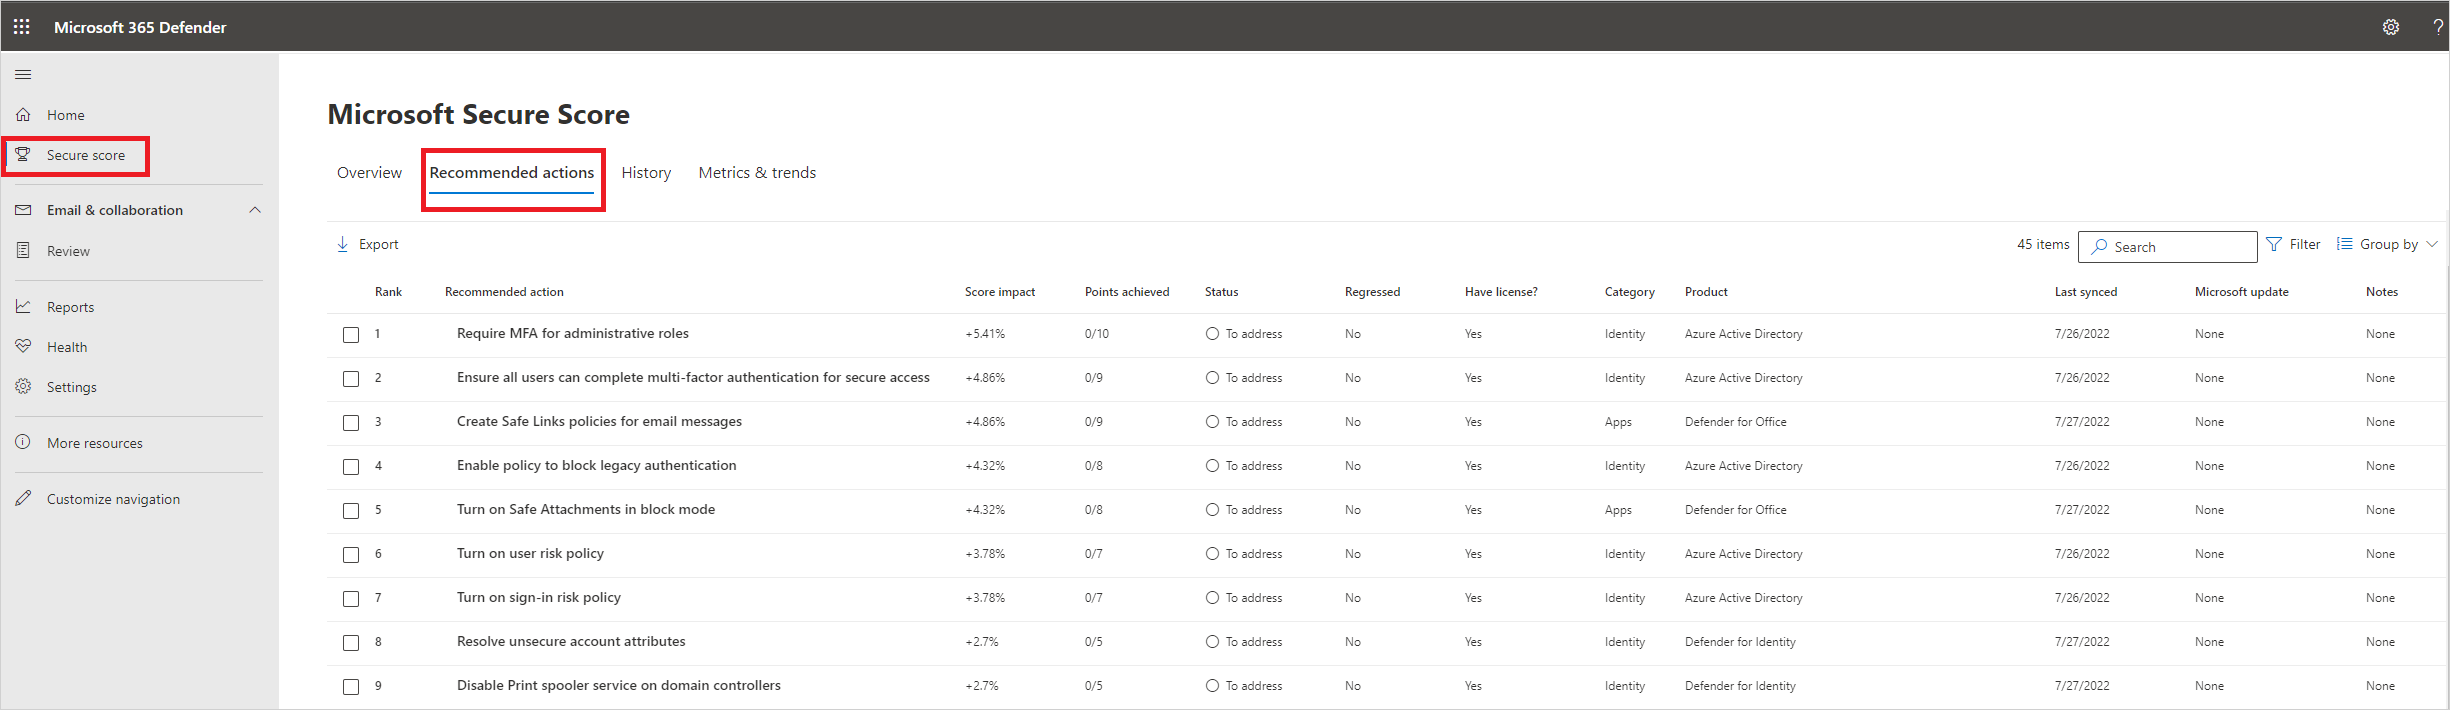 Microsoft 365 Defender
?
Home
Secure score
Email & collaboration
Review
Reports
Health
Settings
More resources
Customize navigation
Microsoft Secure Score
Overview Recommended actions History Metrics & trends
Export 45 items Search Filter Group by
Rank Recommended action Score impact Points achieved Status Regressed Have license? Category Product Last synced Microsoft update Notes
1 Require MFA for administrative roles +5.41% 0/10 To address No Yes Identity Azure Active Directory 7/26/2022 None None
2 Ensure all users can complete multi-factor authentication for secure access +4.86% 0/9 To address No Yes Identity Azure Active Directory 7/26/2022 None None
3 Create Safe Links policies for email messages +4.86% 0/9 To address No Yes Apps Defender for Office 7/27/2022 None None
4 Enable policy to block legacy authentication +4.32% 0/8 To address No Yes Identity Azure Active Directory 7/26/2022 None None
5 Turn on Safe Attachments in block mode +4.32% 0/8 To address No Yes Apps Defender for Office 7/27/2022 None None
6 Turn on user risk policy +3.78% 0/7 To address No Yes Identity Azure Active Directory 7/26/2022 None None
7 Turn on sign-in risk policy +3.78% 0/7 To address No Yes Identity Azure Active Directory 7/26/2022 None None
8 Resolve unsecure account attributes +2.7% 0/5 To address No Yes Identity Defender for Identity 7/27/2022 None None
9 Disable Print spooler service on domain controllers +2.7% 0/5 To address No Yes Identity Defender for Identity 7/27/2022 None None